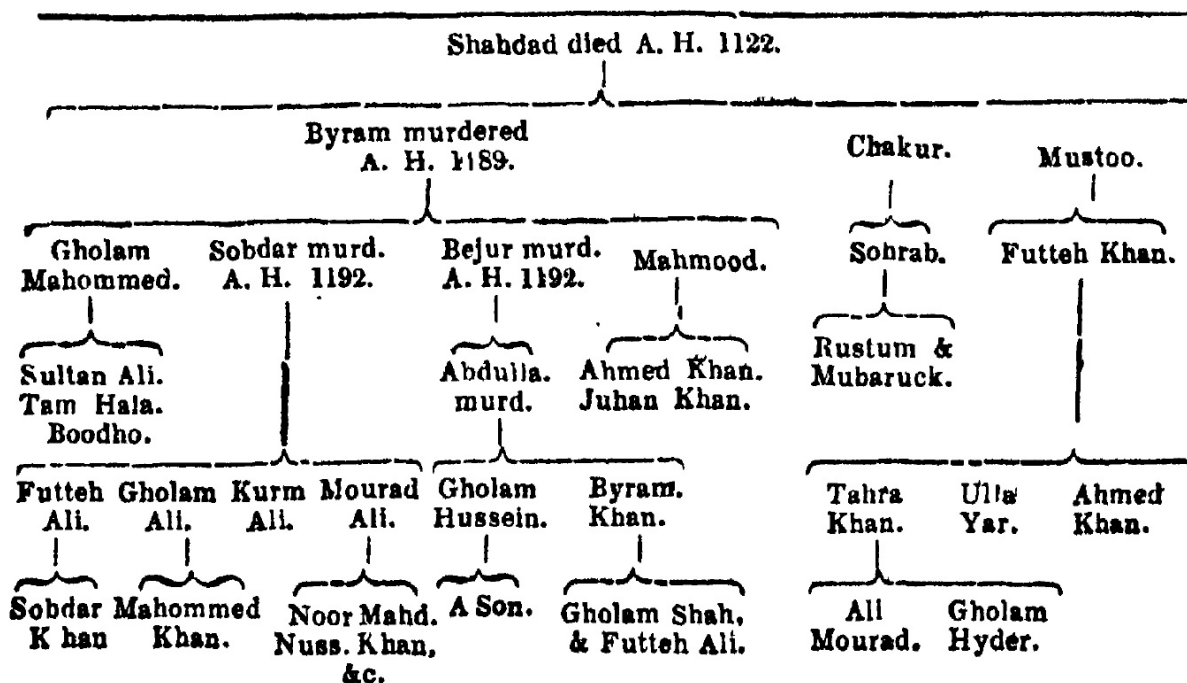 Shahdad died A. H. 1122.
Byram murdered
A. H. 1189.
Chakur.
Mustoo.
Gholam
Mahommed.
Sobdar murd.
A. H. 1192.
Bejur murd.
A. H. 1192.
Mahmood.
Sohrab.
Futteh Khan.
Sultan Ali.
Tam Hala.
Boodho.
Abdulla.
murd.
Ahmed Khan.
Juhan Khan.
Rustum &
Mubaruck.
Futteh
Ali.
Gholam
Ali.
Kurm
Ali.
Mourad
Ali.
Gholam
Hussein.
Byram.
Khan.
Tahra
Khan.
Ulla
Yar.
Ahmed
Khan.
Sobdar
Khan
Mahommed
Khan.
Noor Mahd.
Nuss. Khan,
&c.
A Son.
Gholam Shah,
& Futteh Ali.
Ali
Mourad.
Gholam
Hyder.